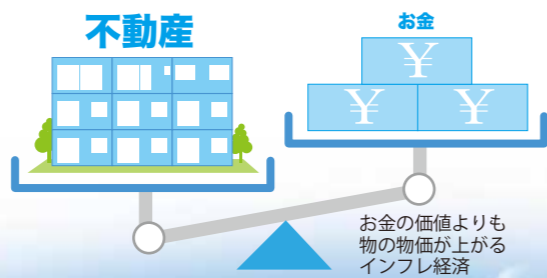 不動産
お金
¥
¥ ¥
お金の価値よりも
物の物価が上がる
インフレ経済